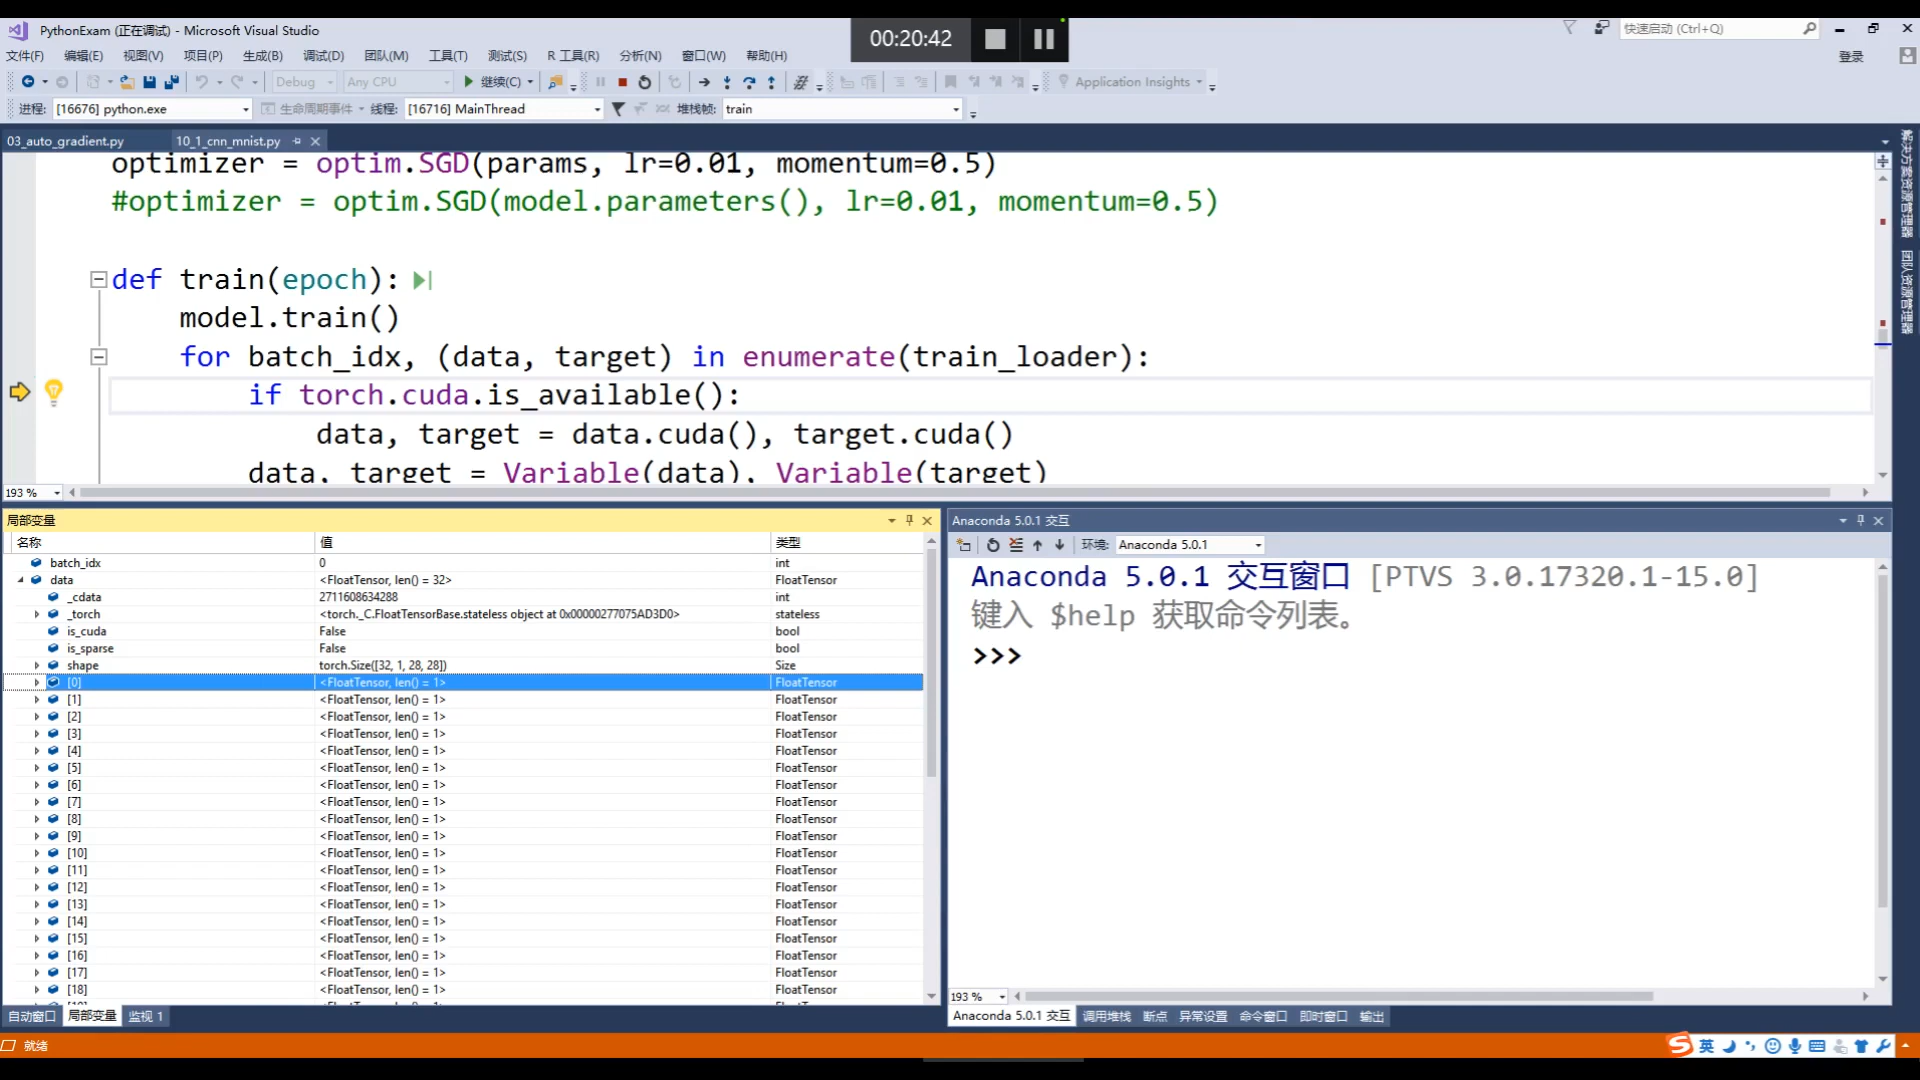 PythonExam (正在调试) - Microsoft Visual Studio
00:20:42
快速启动 (Ctrl+Q)
文件(F) 编辑(E) 视图(V) 项目(P) 生成(B) 调试(D) 团队(M) 工具(T) 测试(S) R 工具(R) 分析(N) 窗口(W) 帮助(H)
登录
Debug Any CPU 继续(C) Application Insights
进程: [16676] python.exe 生命周期事件 线程: [16716] MainThread 堆栈帧: train
03_auto_gradient.py 10_1_cnn_mnist.py
optimizer = optim.SGD(params, lr=0.01, momentum=0.5)
#optimizer = optim.SGD(model.parameters(), lr=0.01, momentum=0.5)
def train(epoch):
model.train()
for batch_idx, (data, target) in enumerate(train_loader):
if torch.cuda.is_available():
data, target = data.cuda(), target.cuda()
data, target = Variable(data), Variable(target)
193 %
解决方案资源管理器
团队资源管理器
局部变量
名称 值 类型
batch_idx 0 int
data <FloatTensor, len() = 32> FloatTensor
_cdata 2711608634288 int
_torch <torch._C.FloatTensorBase.stateless object at 0x00000277075AD3D0> stateless
is_cuda False bool
is_sparse False bool
shape torch.Size([32, 1, 28, 28]) Size
[0] <FloatTensor, len() = 1> FloatTensor
[1] <FloatTensor, len() = 1> FloatTensor
[2] <FloatTensor, len() = 1> FloatTensor
[3] <FloatTensor, len() = 1> FloatTensor
[4] <FloatTensor, len() = 1> FloatTensor
[5] <FloatTensor, len() = 1> FloatTensor
[6] <FloatTensor, len() = 1> FloatTensor
[7] <FloatTensor, len() = 1> FloatTensor
[8] <FloatTensor, len() = 1> FloatTensor
[9] <FloatTensor, len() = 1> FloatTensor
[10] <FloatTensor, len() = 1> FloatTensor
[11] <FloatTensor, len() = 1> FloatTensor
[12] <FloatTensor, len() = 1> FloatTensor
[13] <FloatTensor, len() = 1> FloatTensor
[14] <FloatTensor, len() = 1> FloatTensor
[15] <FloatTensor, len() = 1> FloatTensor
[16] <FloatTensor, len() = 1> FloatTensor
[17] <FloatTensor, len() = 1> FloatTensor
[18] <FloatTensor, len() = 1> FloatTensor
自动窗口 局部变量 监视 1
Anaconda 5.0.1 交互
环境: Anaconda 5.0.1
Anaconda 5.0.1 交互窗口 [PTVS 3.0.17320.1-15.0]
键入 $help 获取命令列表。
>>>
193 %
Anaconda 5.0.1 交互 调用堆栈 断点 异常设置 命令窗口 即时窗口 输出
就绪
英